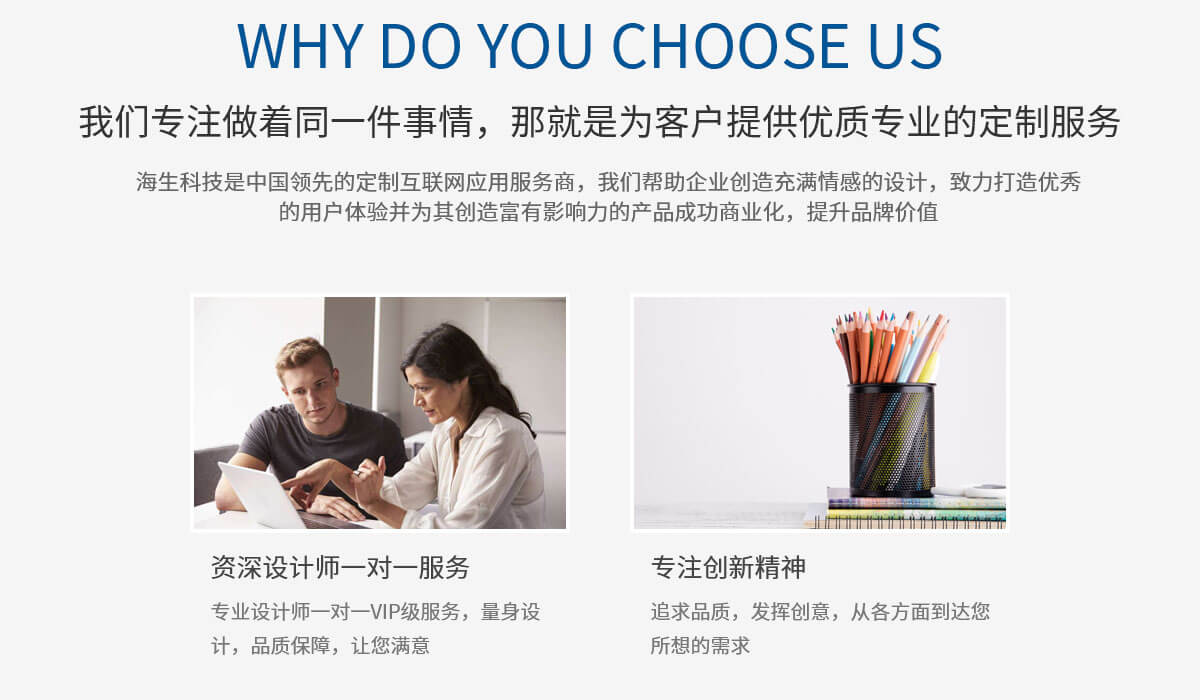 WHY DO YOU CHOOSE US
我们专注做着同一件事情，那就是为客户提供优质专业的定制服务
海生科技是中国领先的定制互联网应用服务商，我们帮助企业创造充满情感的设计，致力打造优秀
的用户体验并为其创造富有影响力的产品成功商业化，提升品牌价值
资深设计师一对一服务
专业设计师一对一VIP级服务，量身设
计，品质保障，让您满意
专注创新精神
追求品质，发挥创意，从各方面到达您
所想的需求